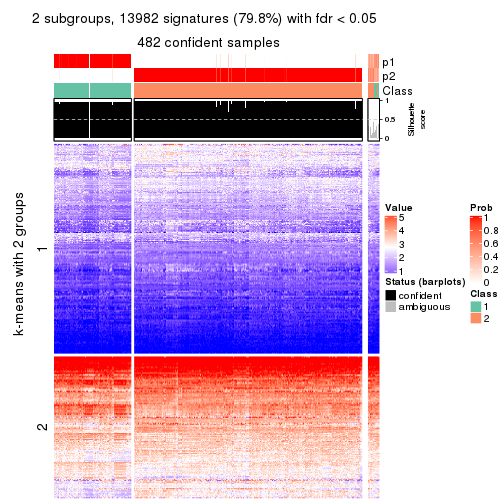 2 subgroups, 13982 signatures (79.8%) with fdr < 0.05
482 confident samples
p1
p2
Class
1
0.5
0
Silhouette
score
k-means with 2 groups
1
2
Value
5
4
3
2
1
Status (barplots)
confident
ambiguous
Prob
1
0.8
0.6
0.4
0.2
0
Class
1
2